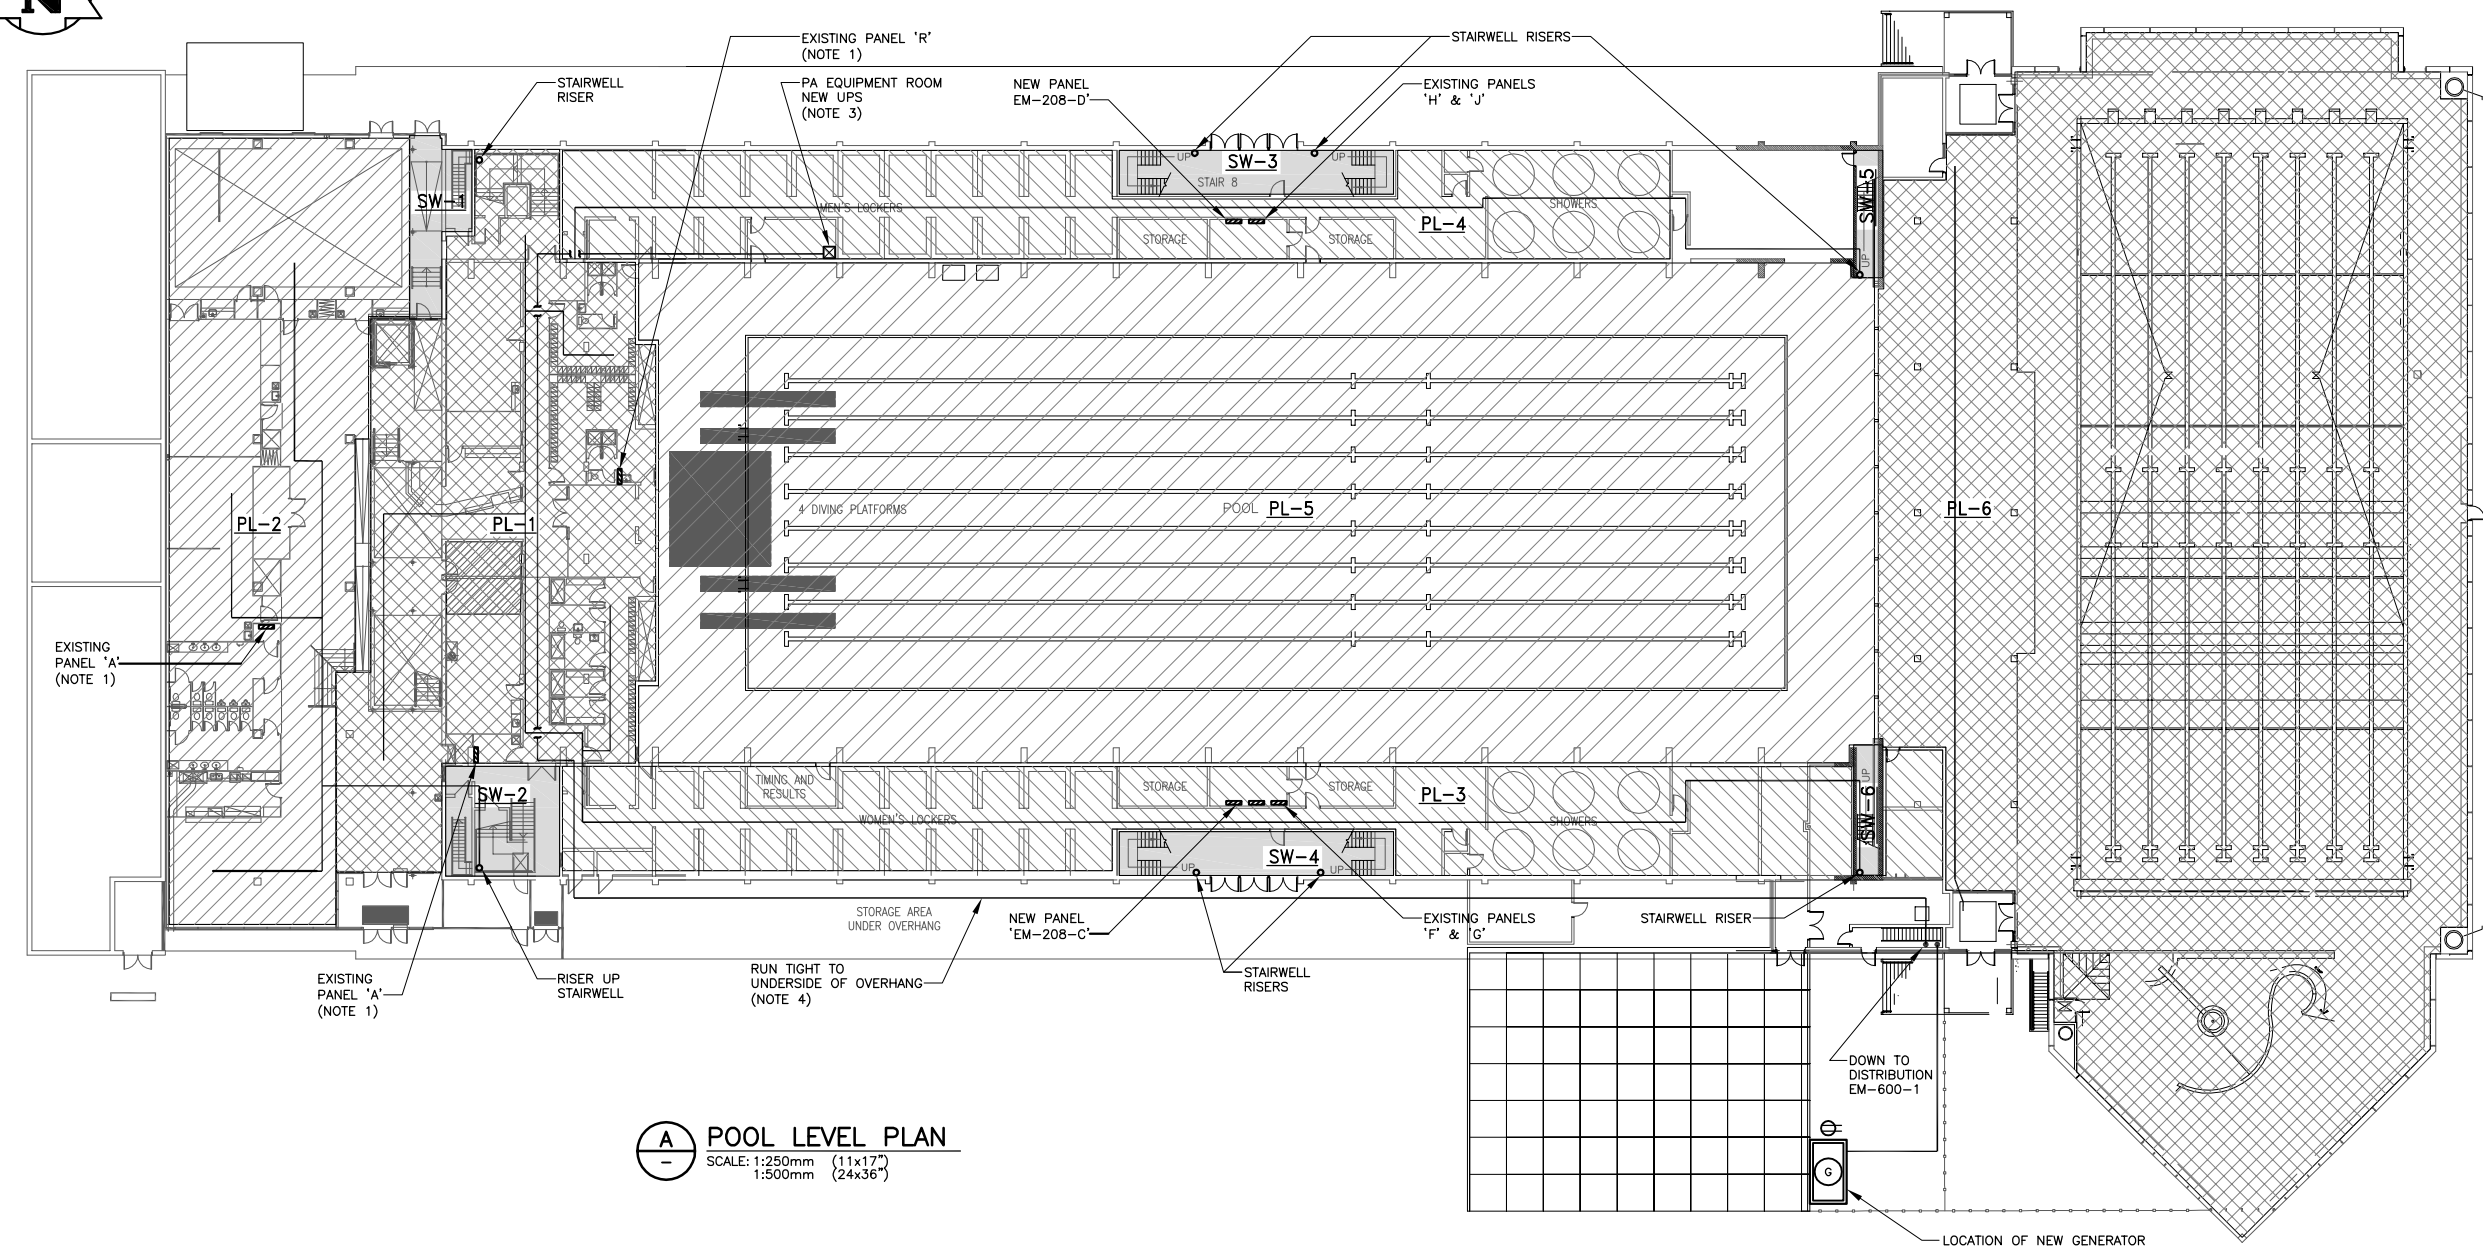 N
EXISTING PANEL 'R'
(NOTE 1)
STAIRWELL RISERS
STAIRWELL
RISER
PA EQUIPMENT ROOM
NEW UPS
(NOTE 3)
NEW PANEL
EM-208-D'
EXISTING PANELS
'H' & 'J'
UP
SW-3
UP
STAIR 8
SW-1
SW-5
UP
MEN'S LOCKERS
SHOWERS
PL-4
STORAGE
STORAGE
PL-2
PL-1
4 DIVING PLATFORMS
POOL
PL-5
PL-6
EXISTING
PANEL 'A'
(NOTE 1)
TIMING AND
RESULTS
STORAGE
STORAGE
PL-3
SW-2
WOMEN'S LOCKERS
SHOWERS
UP
SW-6
UP
SW-4
UP
STORAGE AREA
UNDER OVERHANG
NEW PANEL
'EM-208-C'
EXISTING PANELS
'F' & 'G'
STAIRWELL RISER
EXISTING
PANEL 'A'
(NOTE 1)
RISER UP
STAIRWELL
RUN TIGHT TO
UNDERSIDE OF OVERHANG
(NOTE 4)
STAIRWELL
RISERS
DOWN TO
DISTRIBUTION
EM-600-1
A
-
POOL LEVEL PLAN
SCALE: 1:250mm (11x17")
1:500mm (24x36")
G
LOCATION OF NEW GENERATOR